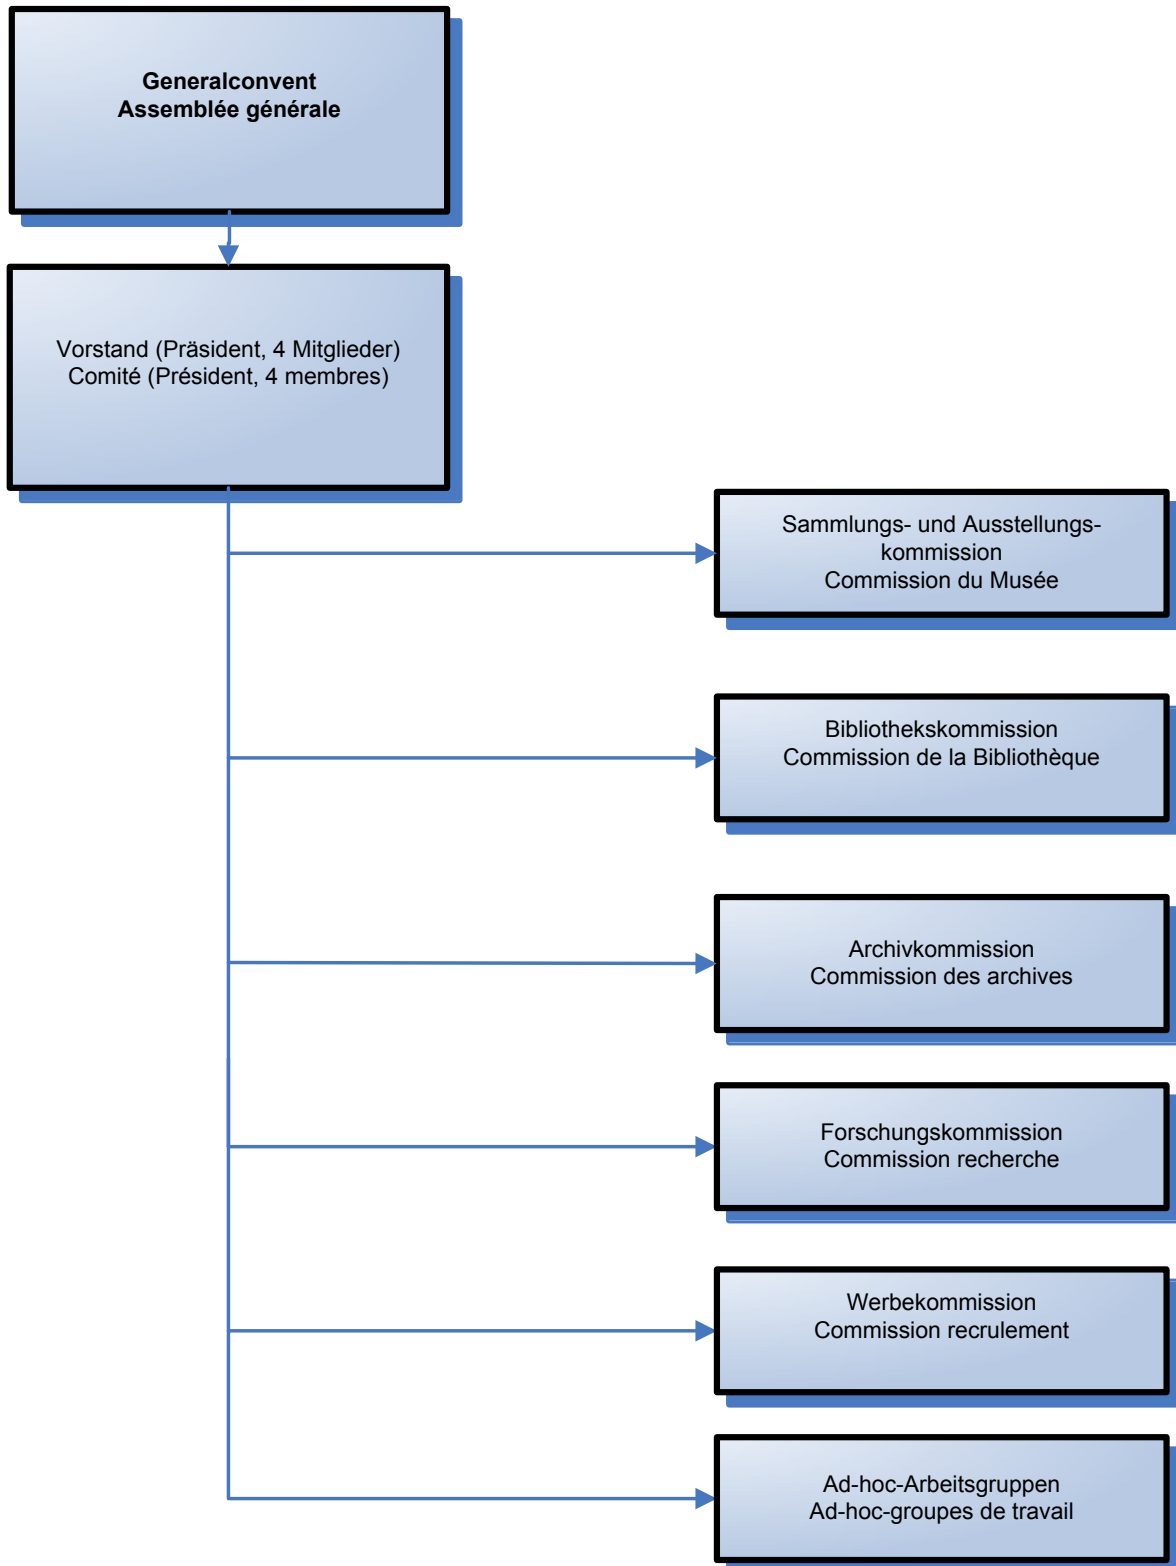 Generalconvent
Assemblée générale
Vorstand (Präsident, 4 Mitglieder)
Comité (Président, 4 membres)
Sammlungs- und Ausstellungs-
kommission
Commission du Musée
Bibliothekskommission
Commission de la Bibliothèque
Archivkommission
Commission des archives
Forschungskommission
Commission recherche
Werbekommission
Commission recrulement
Ad-hoc-Arbeitsgruppen
Ad-hoc-groupes de travail